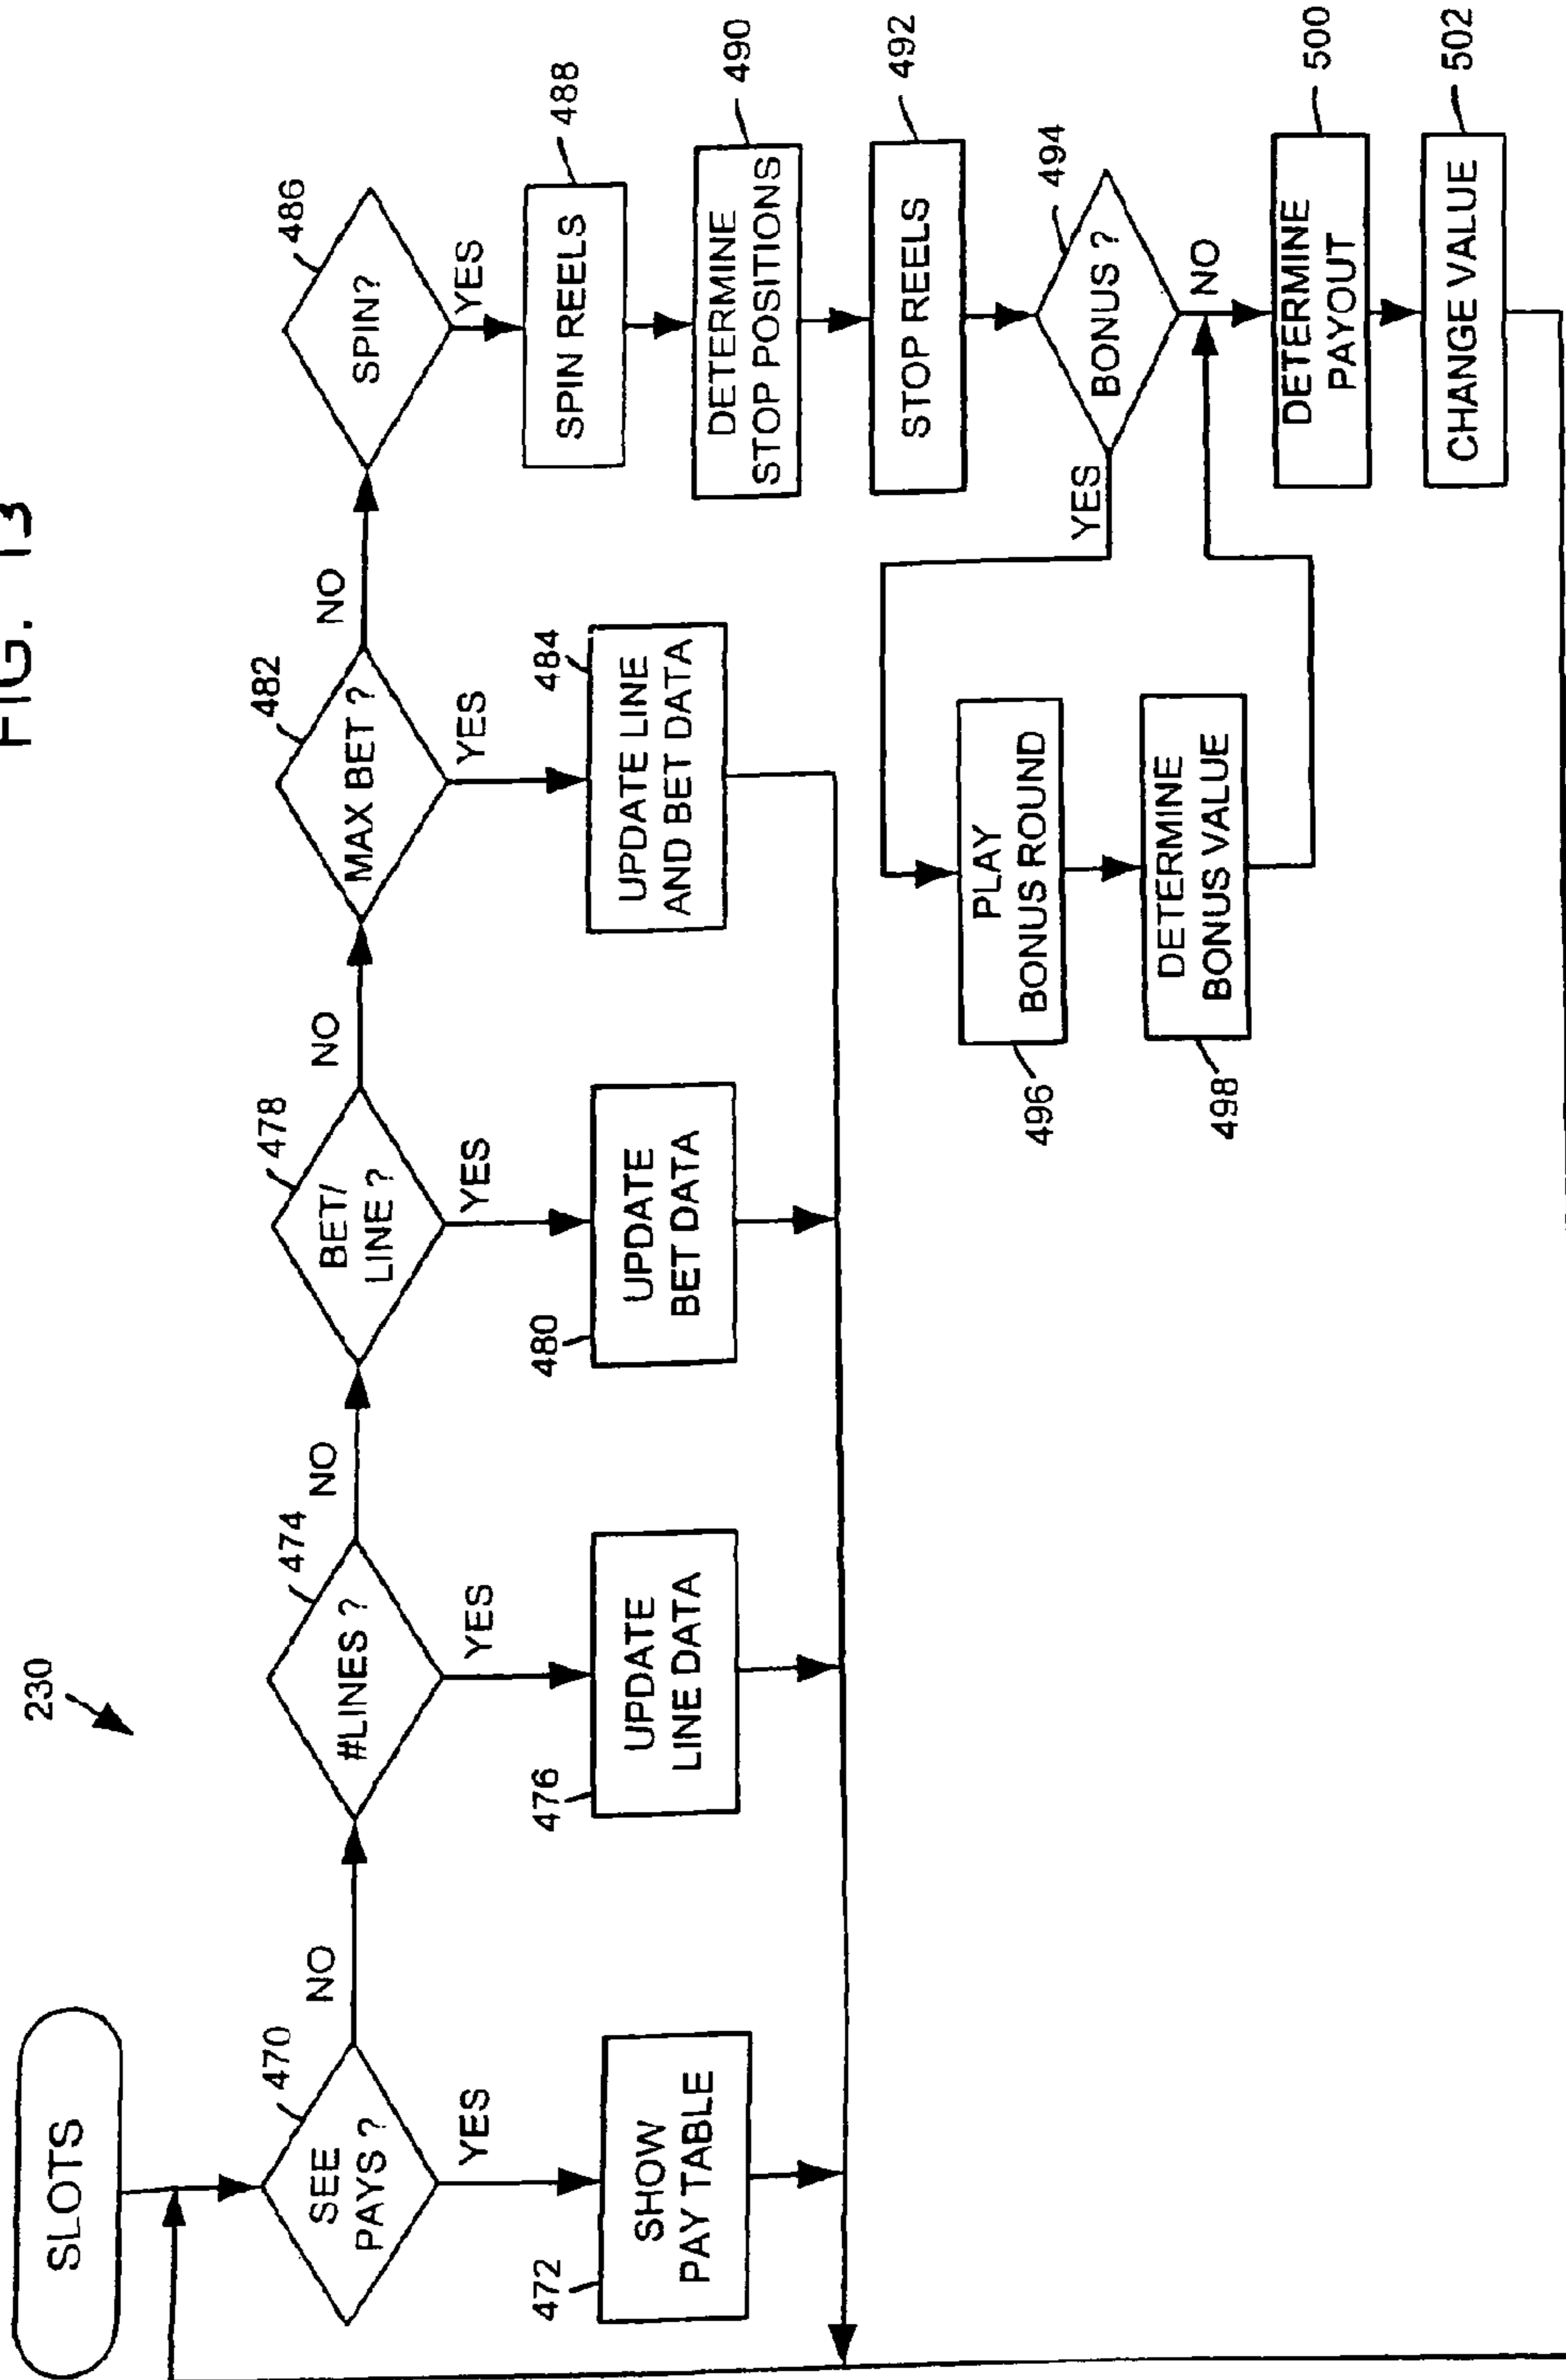 FIG. 13
230
SLOTS
470
SEE
PAYS ?
NO
YES
472
SHOW
PAY TABLE
474
#LINES ?
NO
YES
476
UPDATE
LINE DATA
478
BET/
LINE ?
NO
YES
480
UPDATE
BET DATA
482
MAX BET ?
NO
YES
484
UPDATE LINE
AND BET DATA
486
SPIN?
YES
488
SPIN REELS
490
DETERMINE
STOP POSITIONS
492
STOP REELS
494
BONUS ?
YES
NO
496
PLAY
BONUS ROUND
498
DETERMINE
BONUS VALUE
500
DETERMINE
PAYOUT
502
CHANGE VALUE